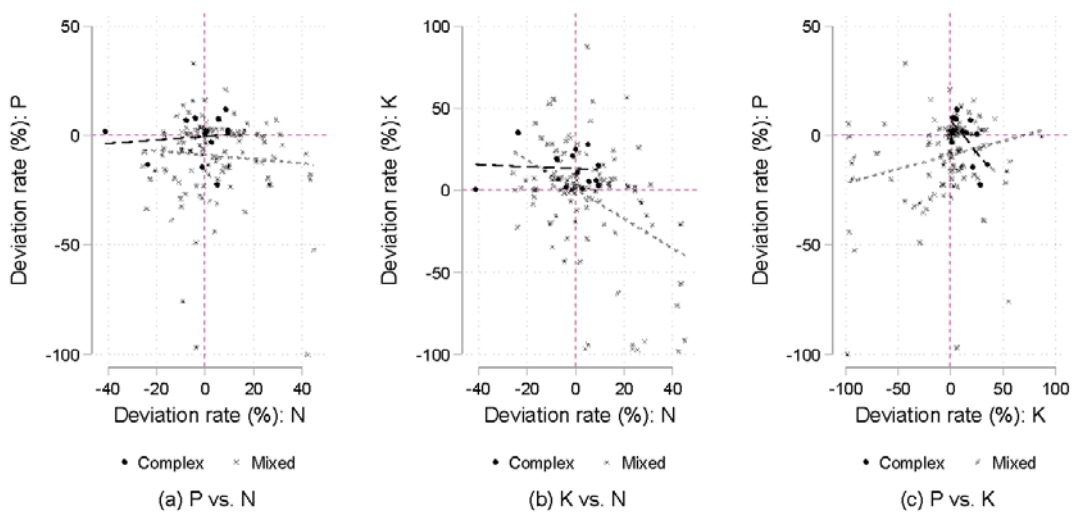 50
0
-50
-100
Deviation rate (%): P
-40 -20 0 20 40
Deviation rate (%): N
Complex Mixed
(a) P vs. N
100
50
0
-50
-100
Deviation rate (%): K
-40 -20 0 20 40
Deviation rate (%): N
Complex Mixed
(b) K vs. N
50
0
-50
-100
Deviation rate (%): P
-100 -50 0 50 100
Deviation rate (%): K
Complex Mixed
(c) P vs. K